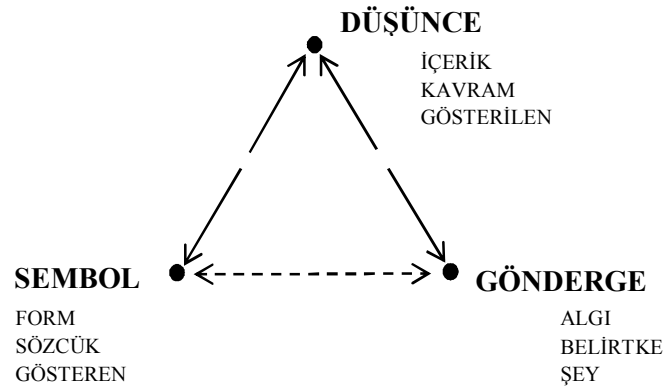 DÜŞÜNCE
İÇERİK
KAVRAM
GÖSTERİLEN
SEMBOL
FORM
SÖZCÜK
GÖSTEREN
GÖNDERGE
ALGI
BELİRTKE
ŞEY